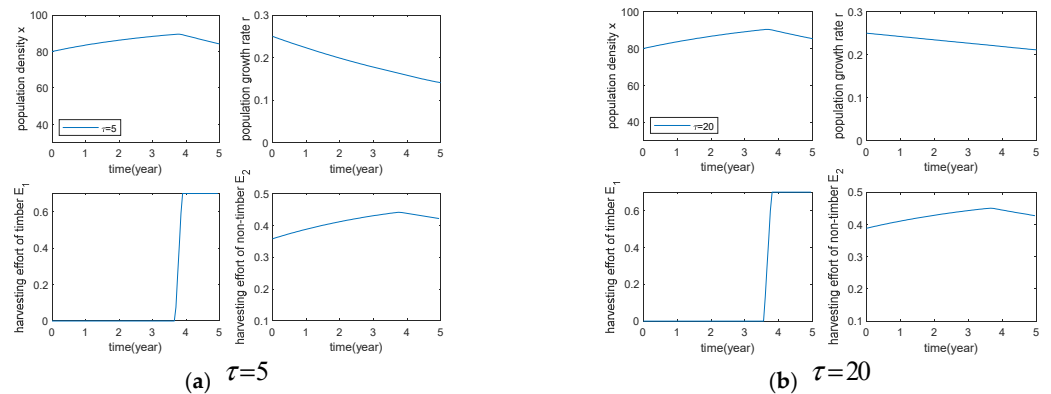 population density x
100
80
60
40
τ=5
0 1 2 3 4 5
time(year)
population growth rate r
0.3
0.2
0.1
0
0 1 2 3 4 5
time(year)
harvesting effort of timber E1
0.6
0.4
0.2
0
0 1 2 3 4 5
time(year)
harvesting effort of non-timber E2
0.5
0.4
0.3
0.2
0.1
0 1 2 3 4 5
time(year)
(a) τ=5
population density x
100
80
60
40
τ=20
0 1 2 3 4 5
time(year)
population growth rate r
0.3
0.2
0.1
0
0 1 2 3 4 5
time(year)
harvesting effort of timber E1
0.6
0.4
0.2
0
0 1 2 3 4 5
time(year)
harvesting effort of non-timber E2
0.5
0.4
0.3
0.2
0.1
0 1 2 3 4 5
time(year)
(b) τ=20